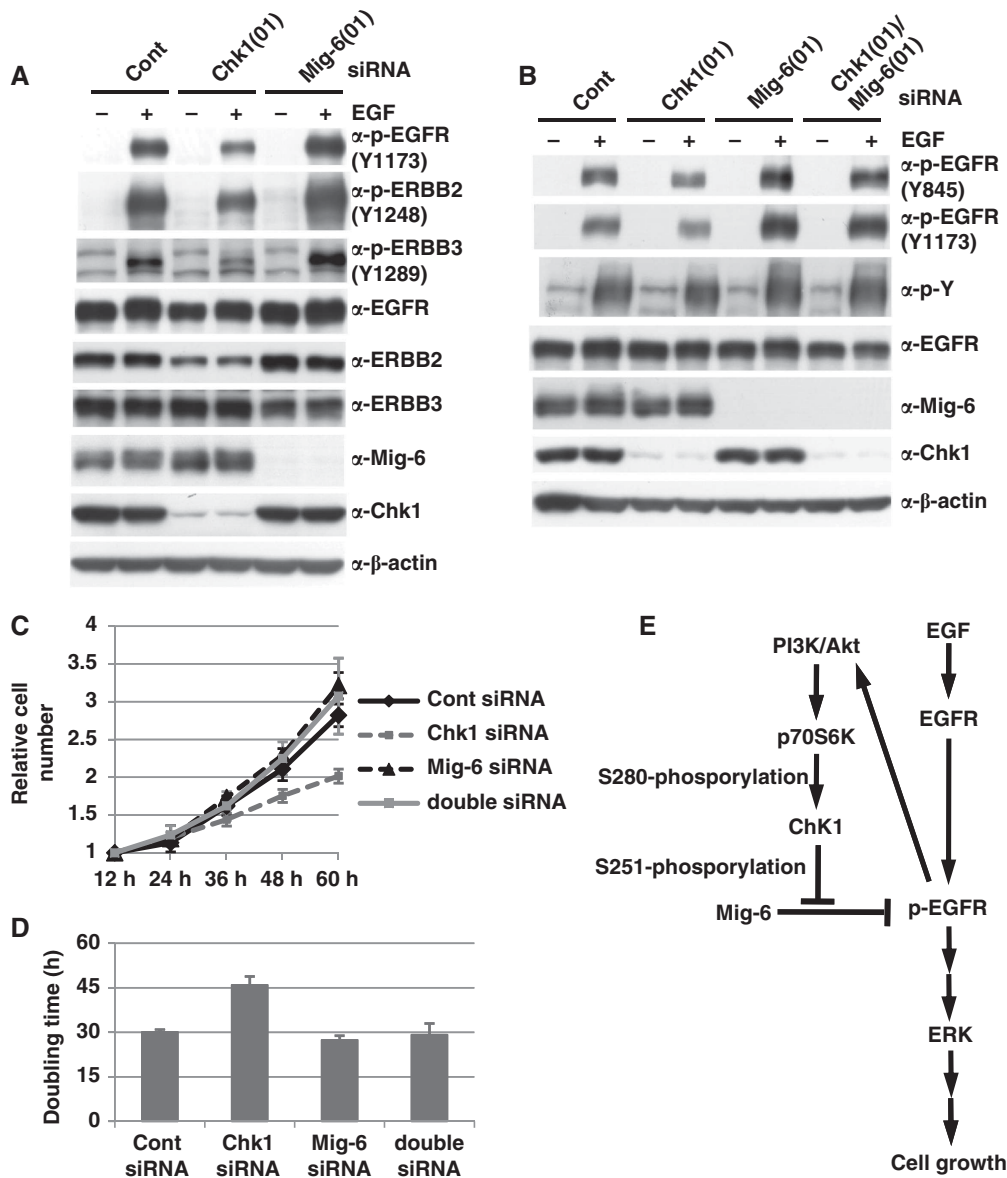 A
Cont
Chk1(01)
Mig-6(01)
siRNA
– + – + – + EGF
α-p-EGFR
(Y1173)
α-p-ERBB2
(Y1248)
α-p-ERBB3
(Y1289)
α-EGFR
α-ERBB2
α-ERBB3
α-Mig-6
α-Chk1
α-β-actin
B
Cont
Chk1(01)
Mig-6(01)
Chk1(01)/
Mig-6(01)
siRNA
– + – + – + – + EGF
α-p-EGFR
(Y845)
α-p-EGFR
(Y1173)
α-p-Y
α-EGFR
α-Mig-6
α-Chk1
α-β-actin
C
Relative cell
number
4
3.5
3
2.5
2
1.5
1
12 h 24 h 36 h 48 h 60 h
Cont siRNA
Chk1 siRNA
Mig-6 siRNA
double siRNA
D
Doubling time (h)
60
45
30
15
0
Cont
siRNA
Chk1
siRNA
Mig-6
siRNA
double
siRNA
E
PI3K/Akt
EGF
p70S6K
EGFR
S280-phosporylation
ChK1
S251-phosporylation
Mig-6
p-EGFR
ERK
Cell growth